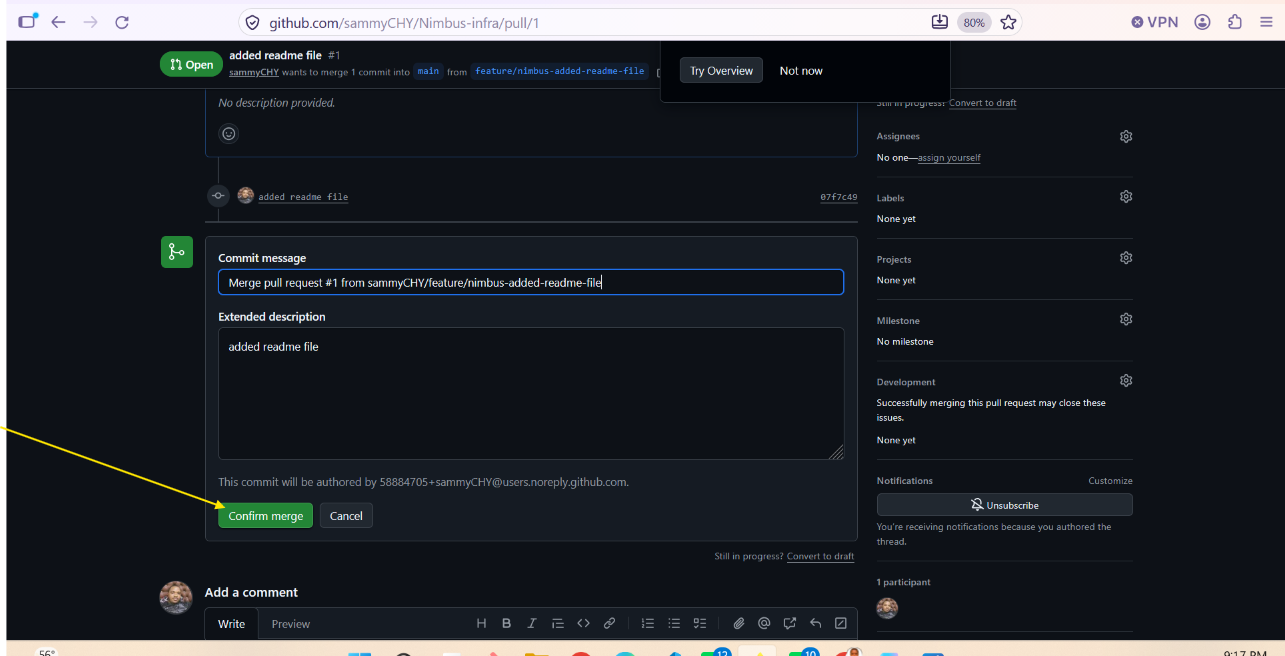 github.com/sammyCHY/Nimbus-infra/pull/1
80%
VPN
Open
added readme file #1
sammyCHY wants to merge 1 commit into main from feature/nimbus-added-readme-file
Try Overview
Not now
No description provided.
Still in progress? Convert to draft
Assignees
No one—assign yourself
added readme file
07f7c49
Labels
None yet
Commit message
Merge pull request #1 from sammyCHY/feature/nimbus-added-readme-file
Projects
None yet
Extended description
added readme file
Milestone
No milestone
Development
Successfully merging this pull request may close these
issues.
None yet
This commit will be authored by 58884705+sammyCHY@users.noreply.github.com.
Confirm merge
Cancel
Notifications
Customize
Unsubscribe
You're receiving notifications because you authored the
thread.
Still in progress? Convert to draft
1 participant
Add a comment
Write
Preview
56°
12
10
9:17 PM